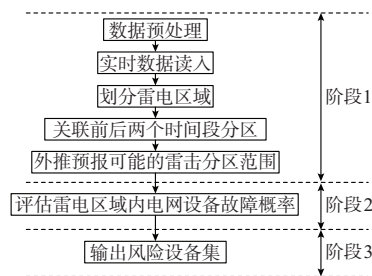 数据预处理
实时数据读入
划分雷电区域
关联前后两个时间段分区
外推预报可能的雷击分区范围
阶段1
评估雷电区域内电网设备故障概率
阶段2
输出风险设备集
阶段3